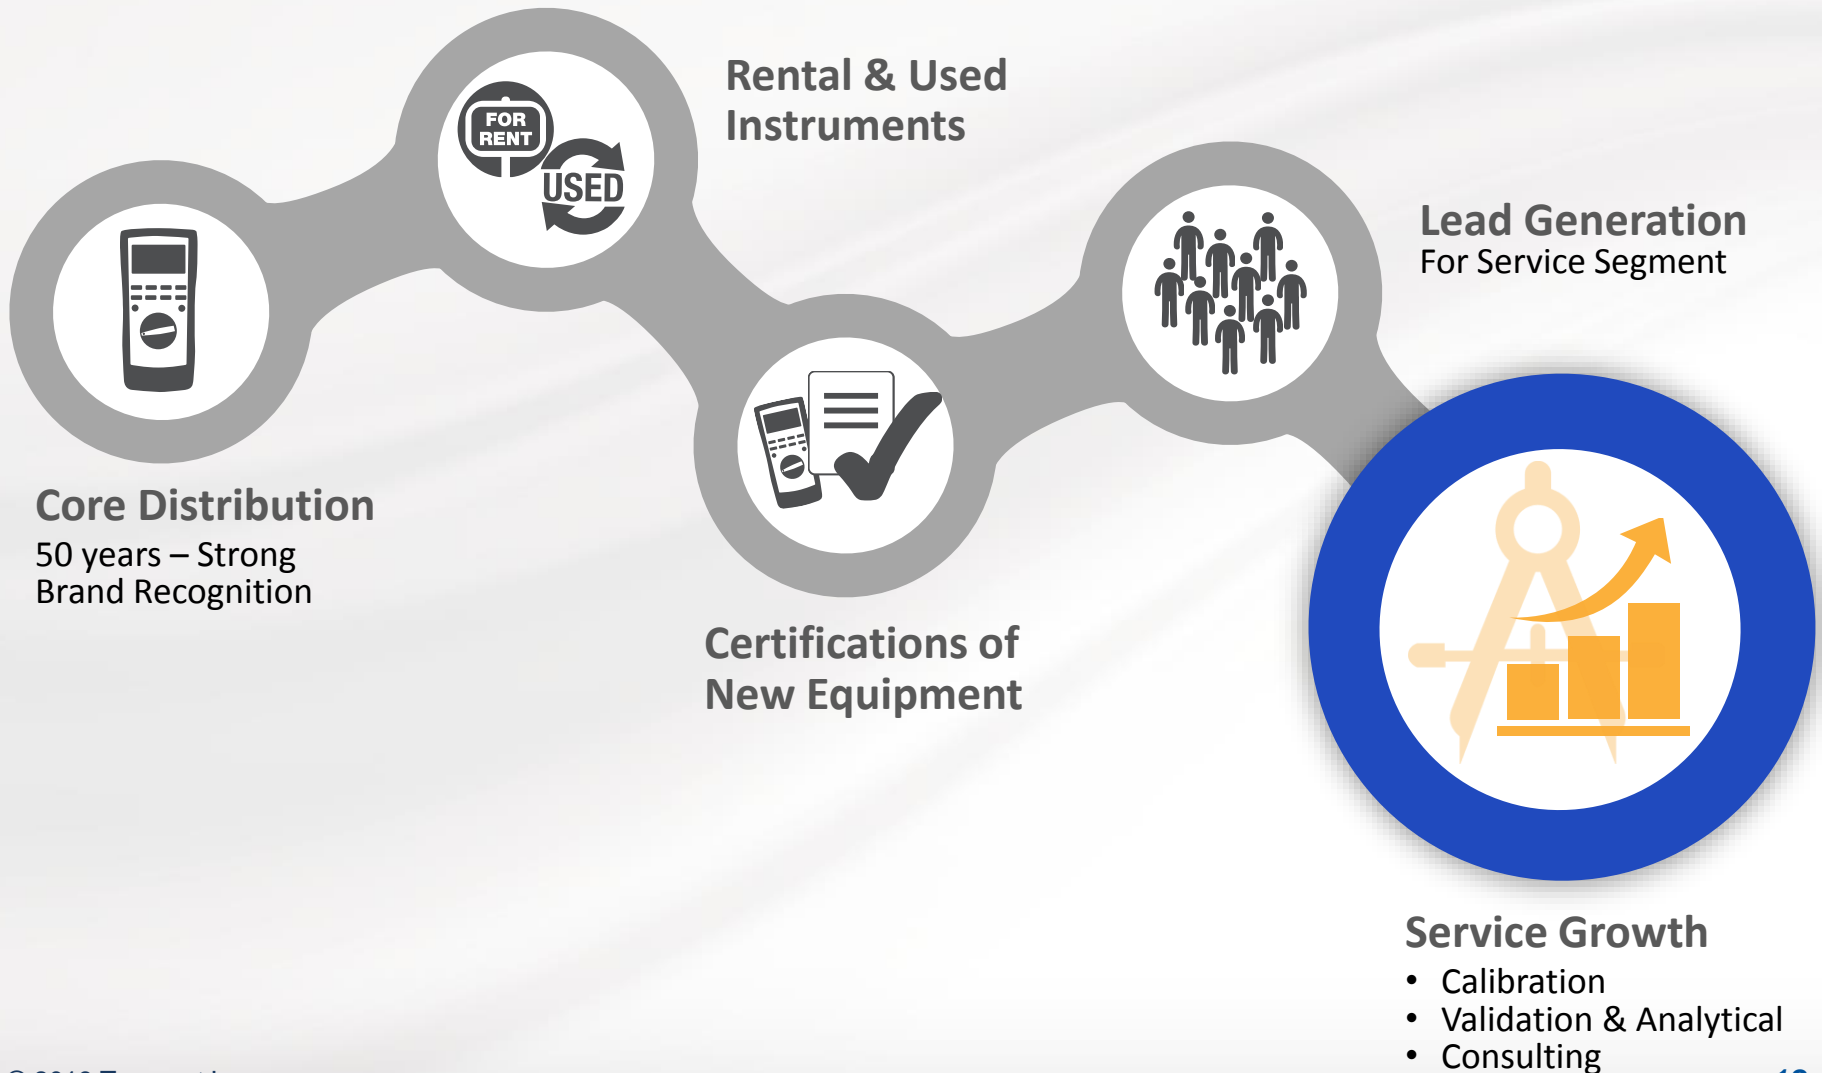 FOR
RENT
USED
Rental & Used
Instruments
Lead Generation
For Service Segment
Core Distribution
50 years – Strong
Brand Recognition
Certifications of
New Equipment
Service Growth
• Calibration
• Validation & Analytical
• Consulting